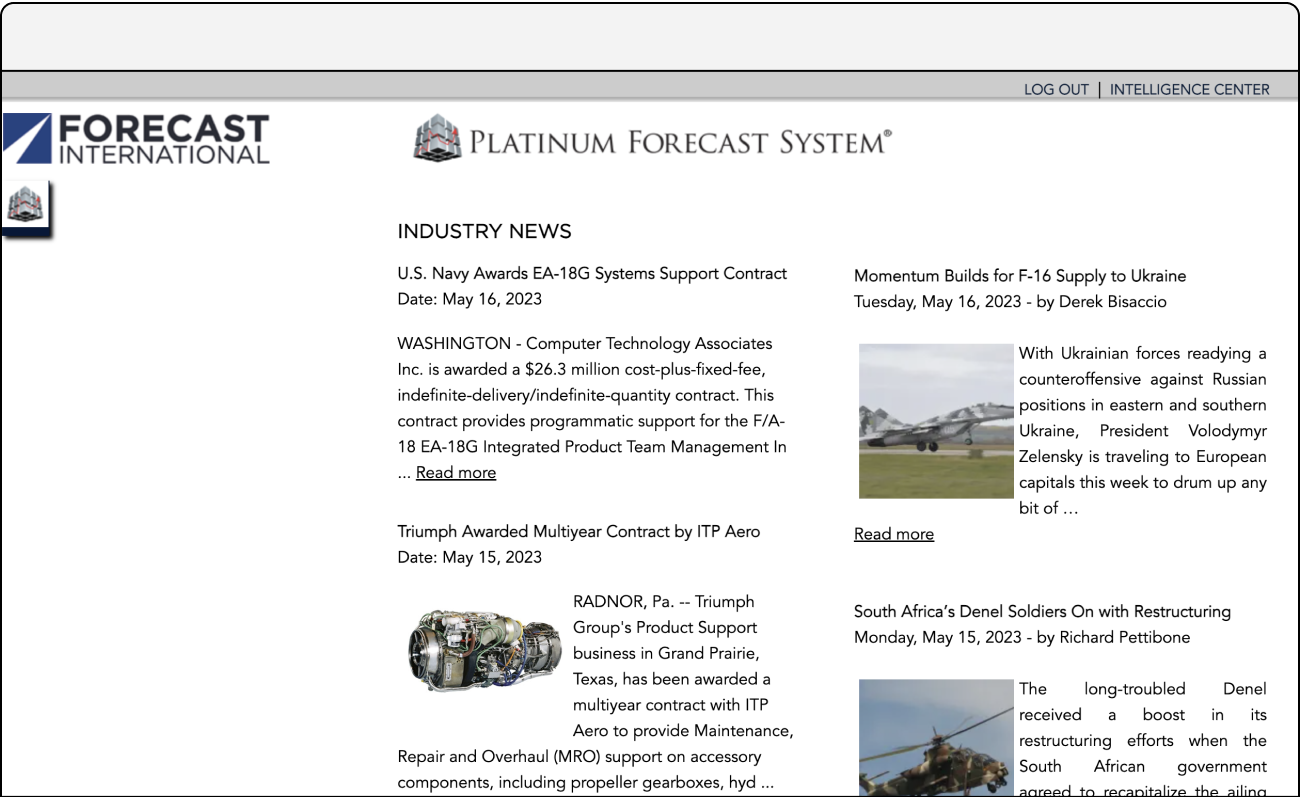 LOG OUT | INTELLIGENCE CENTER
FORECAST
INTERNATIONAL
PLATINUM FORECAST SYSTEM®
INDUSTRY NEWS
U.S. Navy Awards EA-18G Systems Support Contract
Date: May 16, 2023
WASHINGTON - Computer Technology Associates
Inc. is awarded a $26.3 million cost-plus-fixed-fee,
indefinite-delivery/indefinite-quantity contract. This
contract provides programmatic support for the F/A-
18 EA-18G Integrated Product Team Management In
... Read more
Triumph Awarded Multiyear Contract by ITP Aero
Date: May 15, 2023
RADNOR, Pa. -- Triumph
Group's Product Support
business in Grand Prairie,
Texas, has been awarded a
multiyear contract with ITP
Aero to provide Maintenance,
Repair and Overhaul (MRO) support on accessory
components, including propeller gearboxes, hyd ...
Momentum Builds for F-16 Supply to Ukraine
Tuesday, May 16, 2023 - by Derek Bisaccio
With Ukrainian forces readying a
counteroffensive against Russian
positions in eastern and southern
Ukraine, President Volodymyr
Zelensky is traveling to European
capitals this week to drum up any
bit of …
Read more
South Africa’s Denel Soldiers On with Restructuring
Monday, May 15, 2023 - by Richard Pettibone
The long-troubled Denel
received a boost in its
restructuring efforts when the
South African government
agreed to recapitalize the ailing